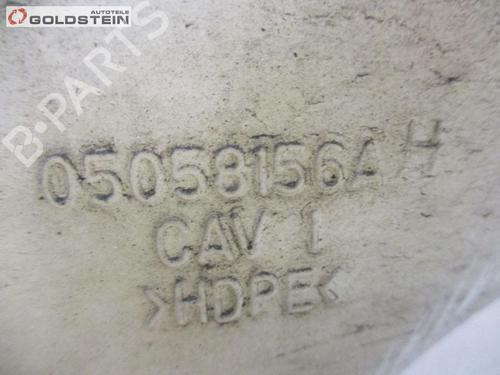 AUTOTEILE
GOLDSTEIN
B-PARTS
05058156AH
CAV 1
>HDPE<